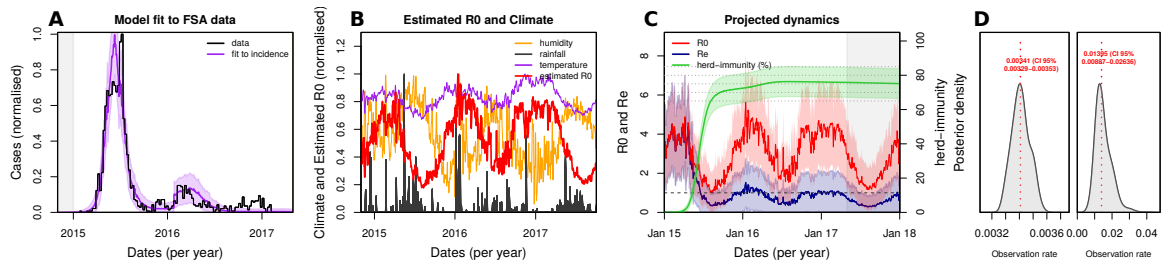 A
Model fit to FSA data
Cases (normalised)
0.0 0.2 0.4 0.6 0.8 1.0
data
fit to incidence
2015 2016 2017
Dates (per year)
B
Estimated R0 and Climate
Climate and Estimated R0 (normalised)
0.0 0.2 0.4 0.6 0.8 1.0 1.2
humidity
rainfall
temperature
estimated R0
2015 2016 2017
Dates (per year)
C
Projected dynamics
R0 and Re
0 2 4 6 8
R0
Re
herd−immunity (%)
0 20 40 60 80 100
herd−immunity
Jan 15 Jan 16 Jan 17 Jan 18
Dates (per year)
D
Posterior density
0.00341 (CI 95%
0.00329−0.00353)
0.0032 0.0036
Observation rate
0.01395 (CI 95%
0.00887−0.02636)
0.00 0.02 0.04
Observation rate